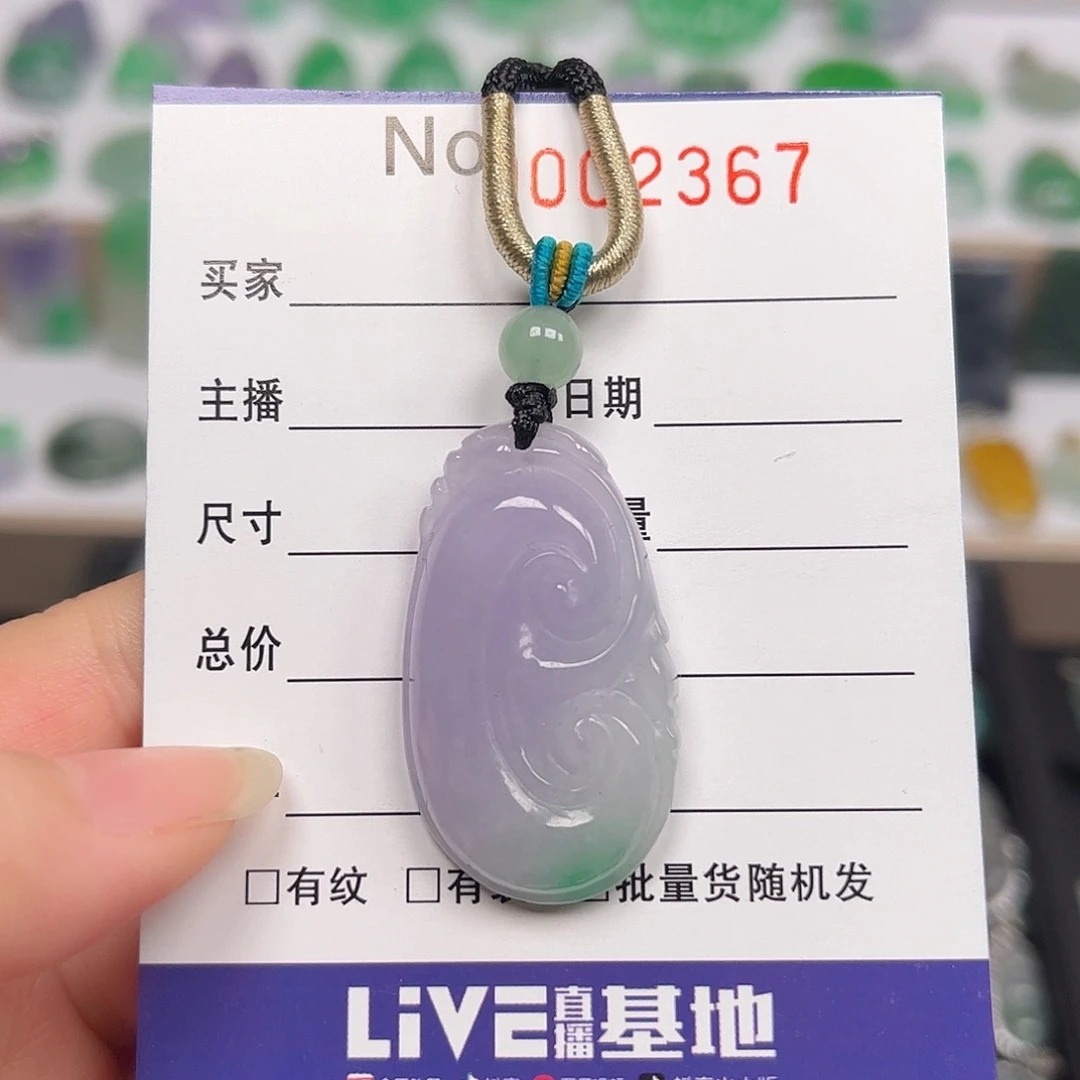 No 002367
买家
主播 日期
尺寸 量
总价
□有纹 □有 □批量货随机发
LiVE直播基地